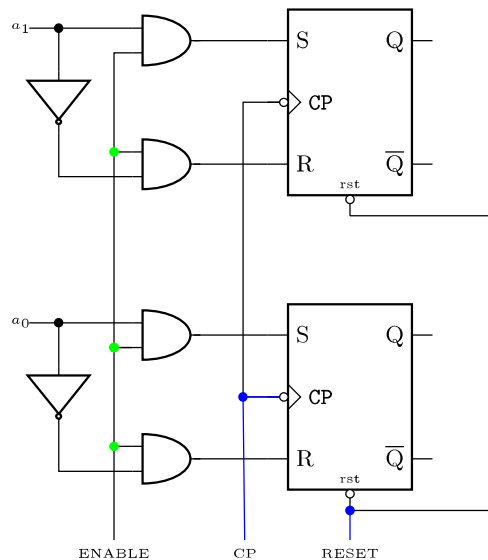 a₁
S Q
CP
R Q̅
rst
a₀
S Q
CP
R Q̅
rst
ENABLE CP RESET